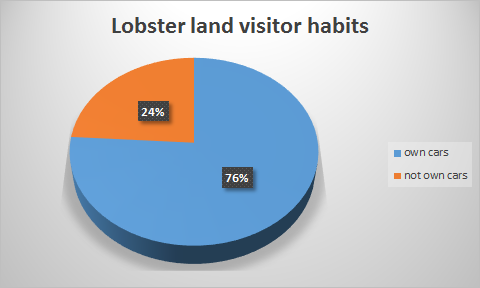 Lobster land visitor habits
24%
76%
own cars
not own cars